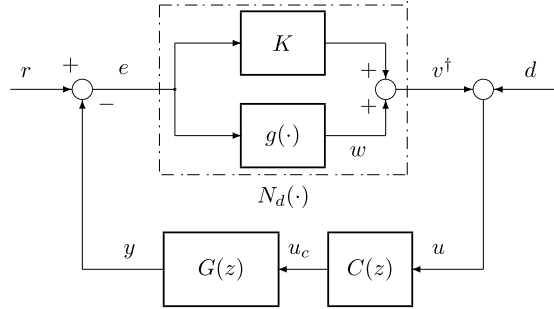 r
+
e
−
K
g(·)
+
+
w
v†
d
N_d(·)
y
G(z)
u_c
C(z)
u